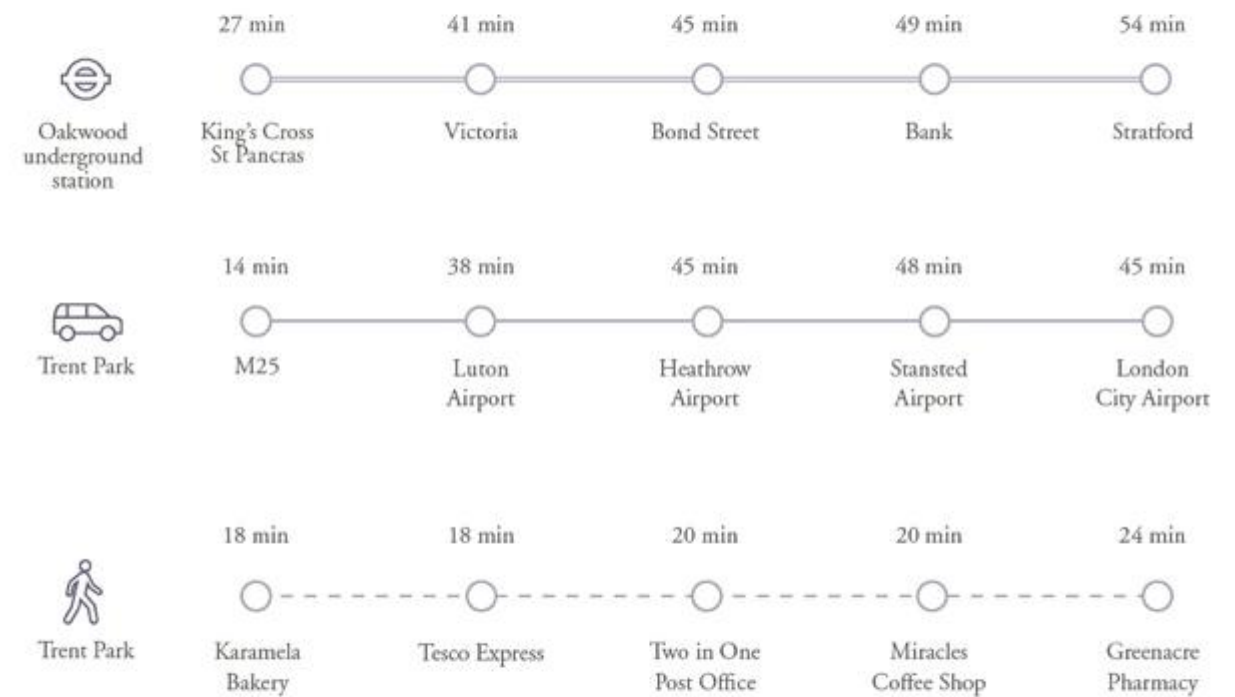 27 min
41 min
45 min
49 min
54 min
Oakwood
underground
station
King's Cross
St Pancras
Victoria
Bond Street
Bank
Stratford
14 min
38 min
45 min
48 min
45 min
Trent Park
M25
Luton
Airport
Heathrow
Airport
Stansted
Airport
London
City Airport
18 min
18 min
20 min
20 min
24 min
Trent Park
Karamela
Bakery
Tesco Express
Two in One
Post Office
Miracles
Coffee Shop
Greenacre
Pharmacy